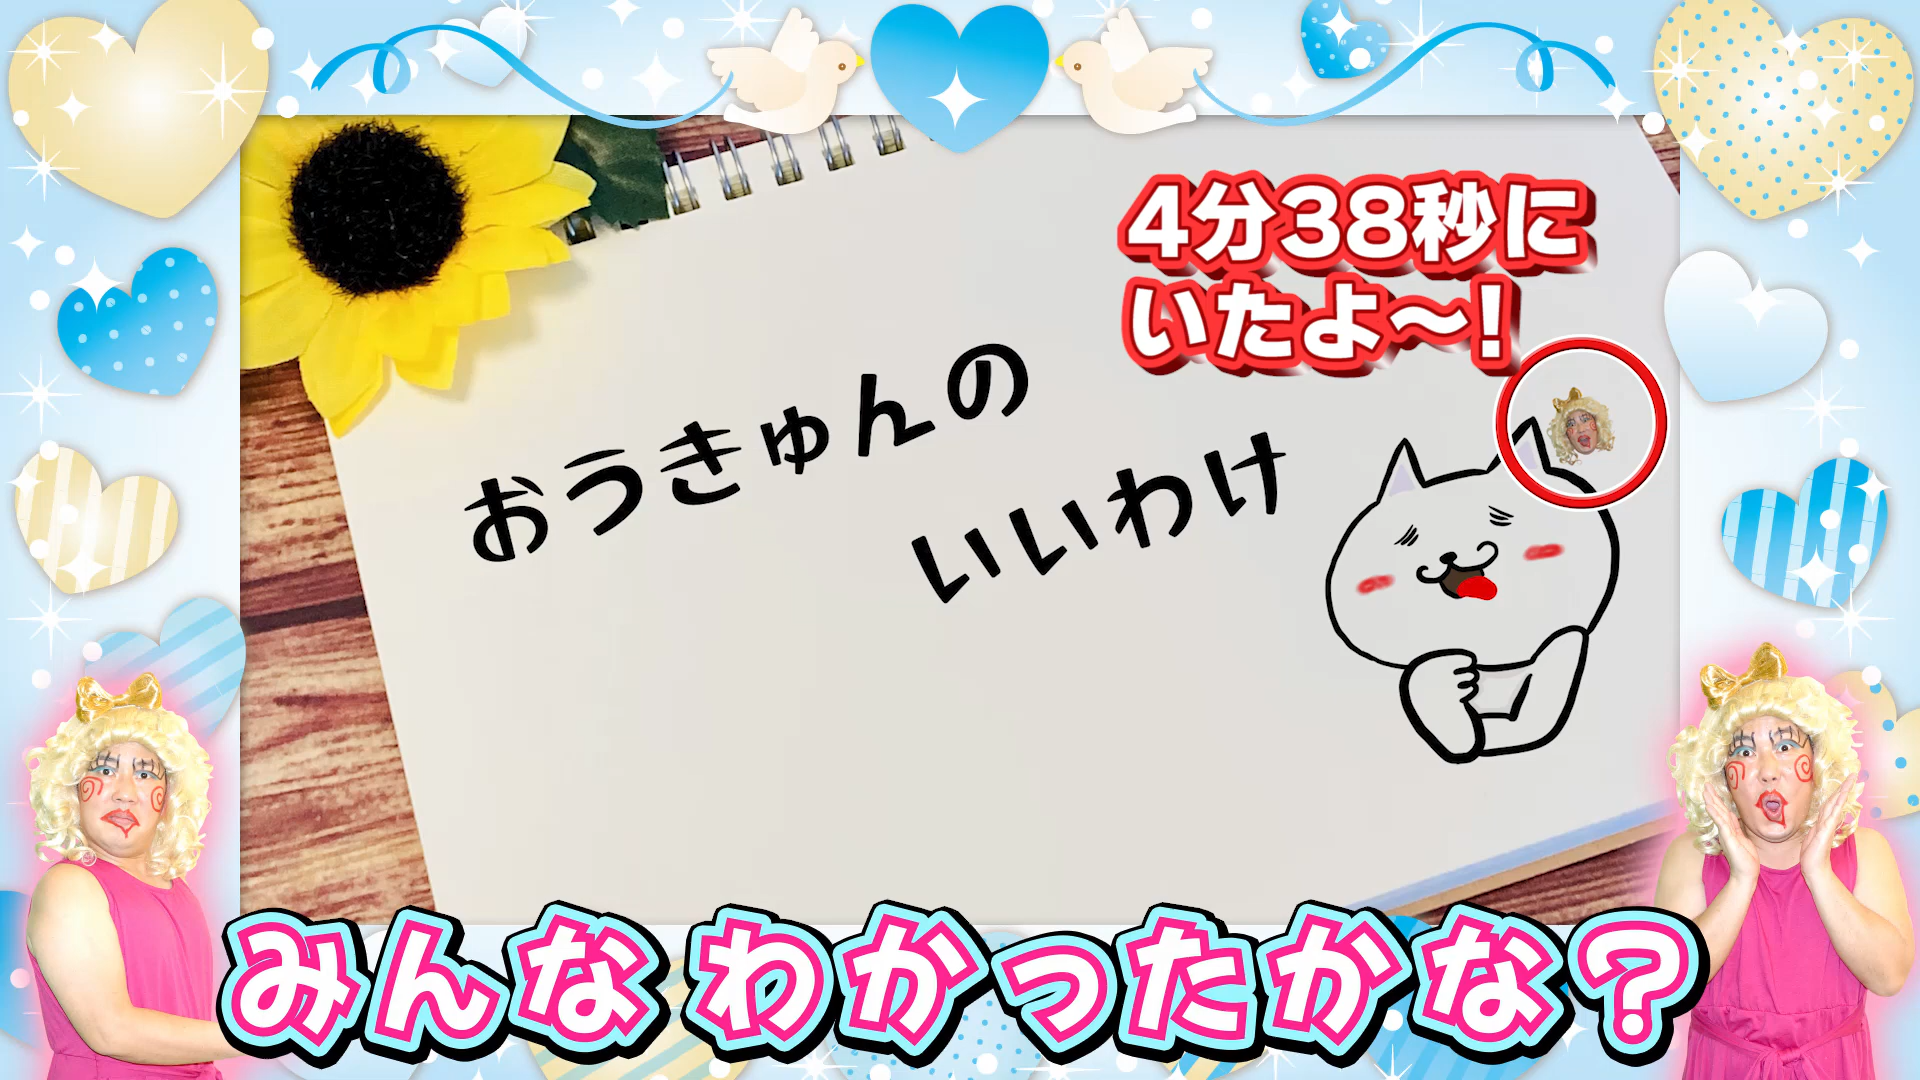 4分38秒に
いたよ〜!
おうきゅんの
いいわけ
みんな わかったかな?